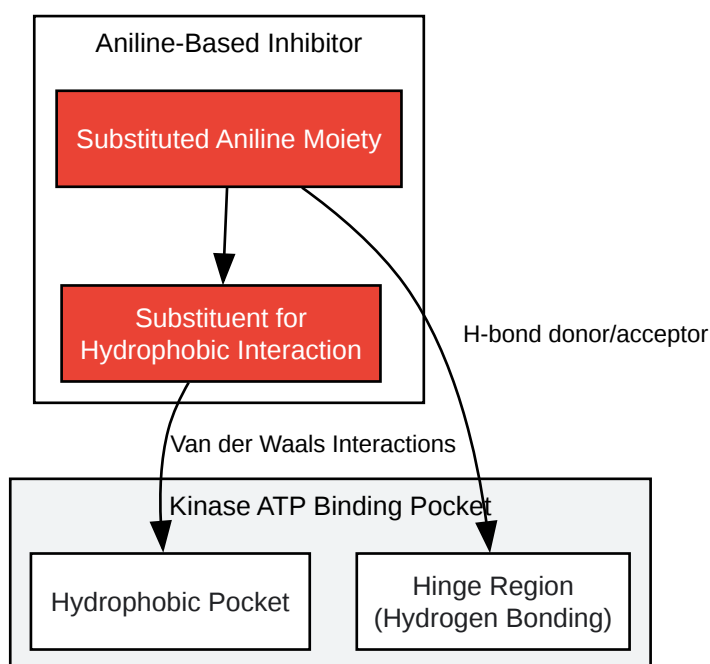 Aniline-Based Inhibitor
Substituted Aniline Moiety
Substituent for
Hydrophobic Interaction
H-bond donor/acceptor
Van der Waals Interactions
Kinase ATP Binding Pocket
Hydrophobic Pocket
Hinge Region
(Hydrogen Bonding)